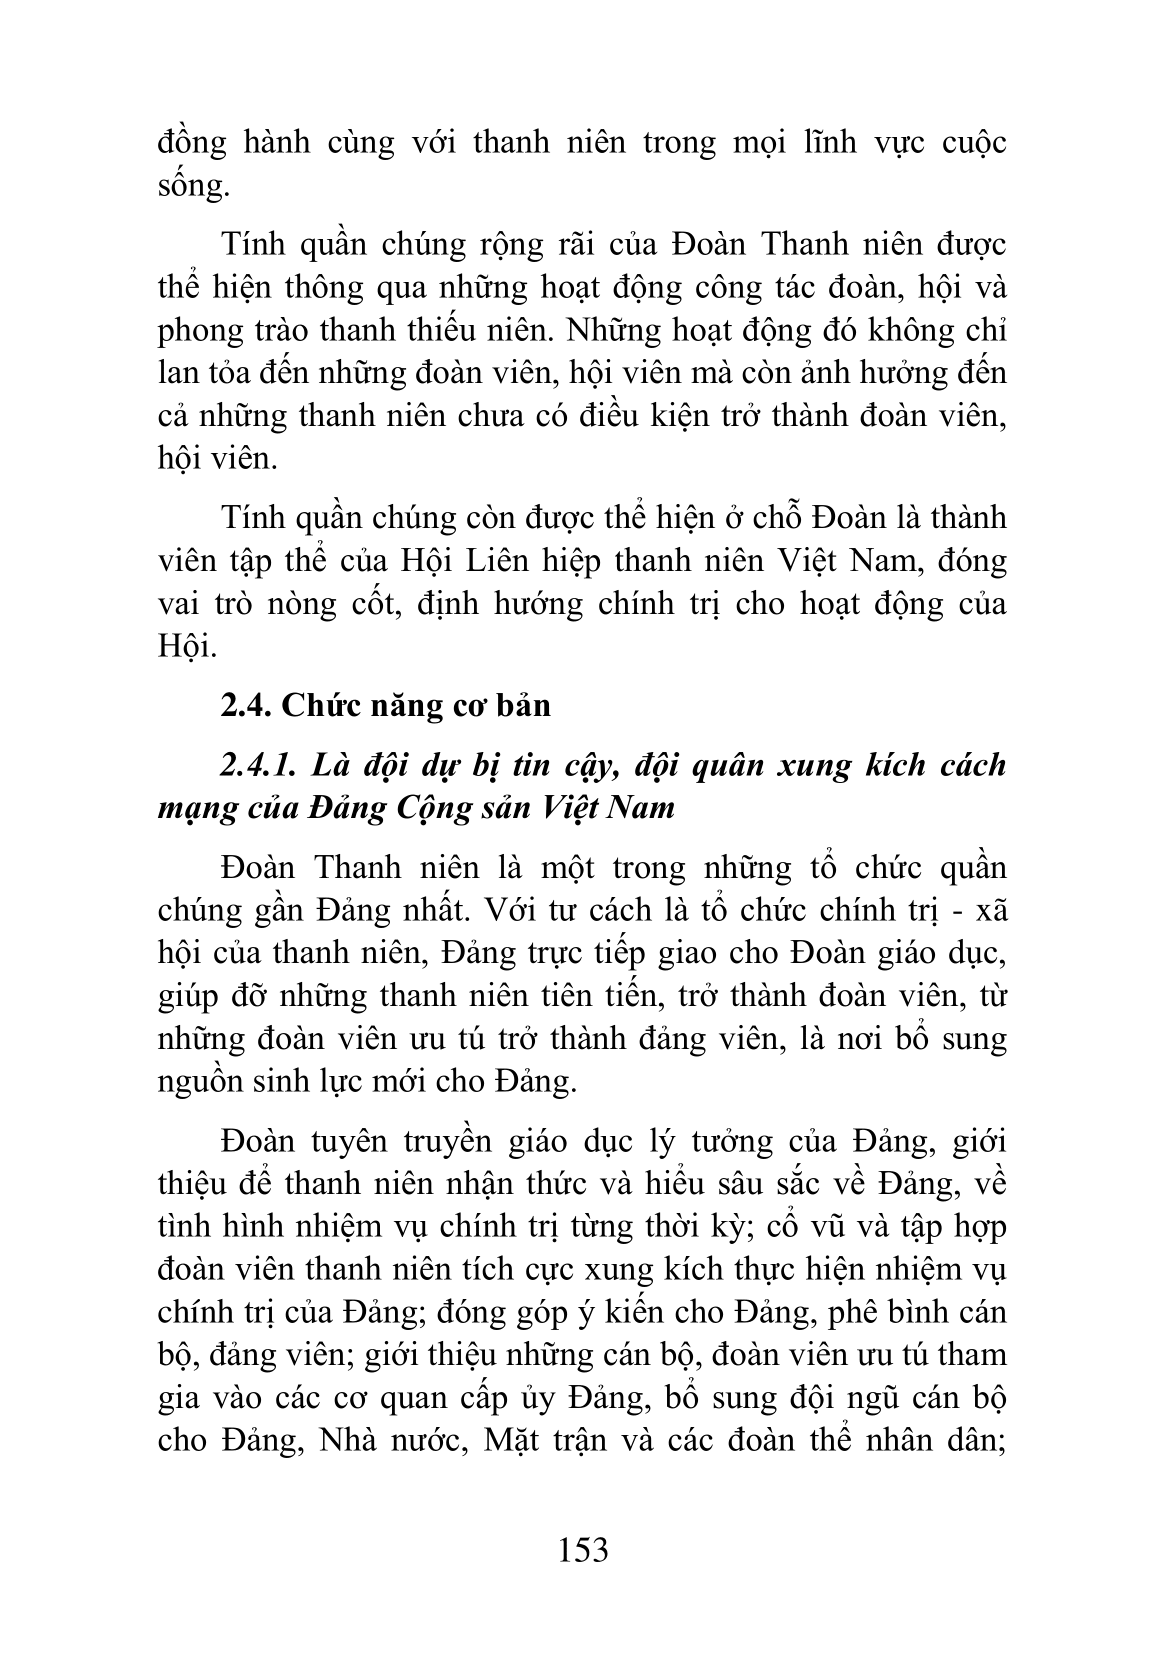 đồng hành cùng với thanh niên trong mọi lĩnh vực cuộc
sống.
Tính quần chúng rộng rãi của Đoàn Thanh niên được
thể hiện thông qua những hoạt động công tác đoàn, hội và
phong trào thanh thiếu niên. Những hoạt động đó không chỉ
lan tỏa đến những đoàn viên, hội viên mà còn ảnh hưởng đến
cả những thanh niên chưa có điều kiện trở thành đoàn viên,
hội viên.
Tính quần chúng còn được thể hiện ở chỗ Đoàn là thành
viên tập thể của Hội Liên hiệp thanh niên Việt Nam, đóng
vai trò nòng cốt, định hướng chính trị cho hoạt động của
Hội.
2.4. Chức năng cơ bản
2.4.1. Là đội dự bị tin cậy, đội quân xung kích cách
mạng của Đảng Cộng sản Việt Nam
Đoàn Thanh niên là một trong những tổ chức quần
chúng gần Đảng nhất. Với tư cách là tổ chức chính trị - xã
hội của thanh niên, Đảng trực tiếp giao cho Đoàn giáo dục,
giúp đỡ những thanh niên tiên tiến, trở thành đoàn viên, từ
những đoàn viên ưu tú trở thành đảng viên, là nơi bổ sung
nguồn sinh lực mới cho Đảng.
Đoàn tuyên truyền giáo dục lý tưởng của Đảng, giới
thiệu để thanh niên nhận thức và hiểu sâu sắc về Đảng, về
tình hình nhiệm vụ chính trị từng thời kỳ; cổ vũ và tập hợp
đoàn viên thanh niên tích cực xung kích thực hiện nhiệm vụ
chính trị của Đảng; đóng góp ý kiến cho Đảng, phê bình cán
bộ, đảng viên; giới thiệu những cán bộ, đoàn viên ưu tú tham
gia vào các cơ quan cấp ủy Đảng, bổ sung đội ngũ cán bộ
cho Đảng, Nhà nước, Mặt trận và các đoàn thể nhân dân;
153